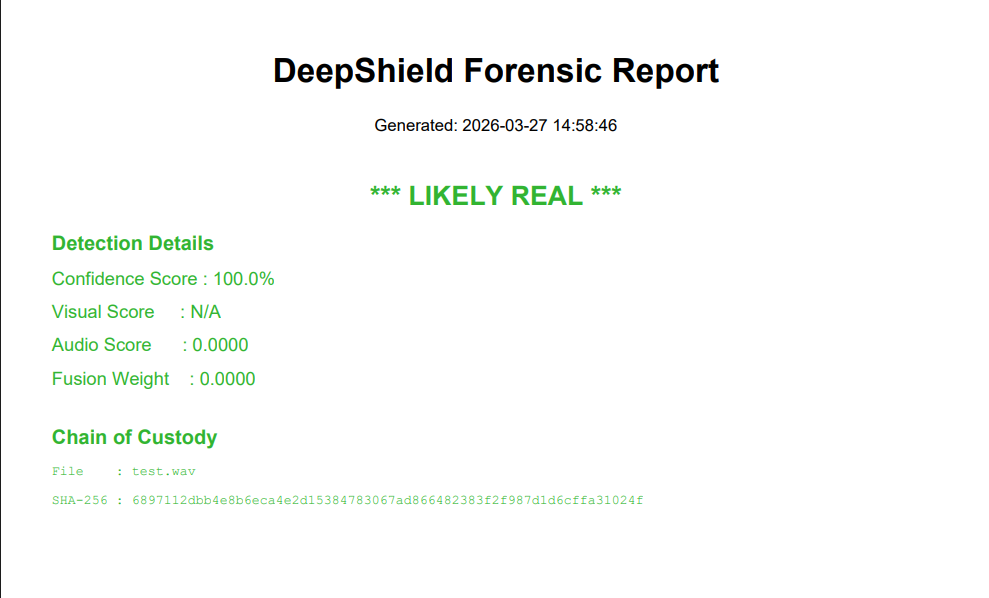 DeepShield Forensic Report
Generated: 2026-03-27 14:58:46
*** LIKELY REAL ***
Detection Details
Confidence Score : 100.0%
Visual Score : N/A
Audio Score : 0.0000
Fusion Weight : 0.0000
Chain of Custody
File : test.wav
SHA-256 : 6897112dbb4e8b6eca4e2d15384783067ad866482383f2f987d1d6cffa31024f